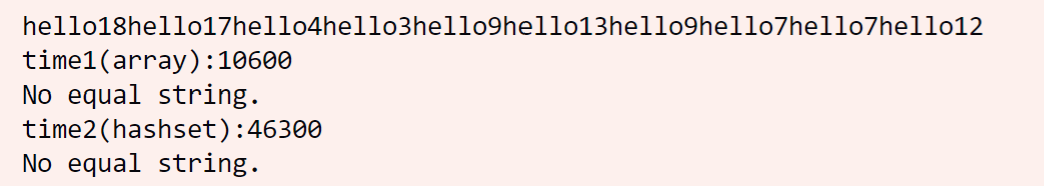 hello18hello17hello4hello3hello9hello13hello9hello7hello7hello12
time1(array):10600
No equal string.
time2(hashset):46300
No equal string.